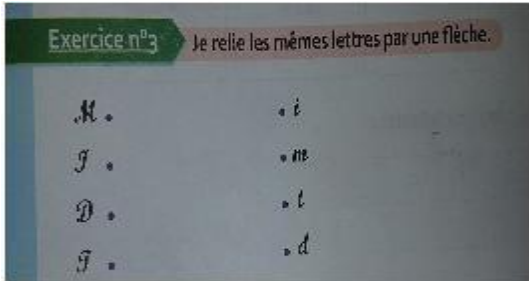 Exercice n°3 Je relie les mêmes lettres par une flèche.
M • • i
I • • m
D • • t
T • • d